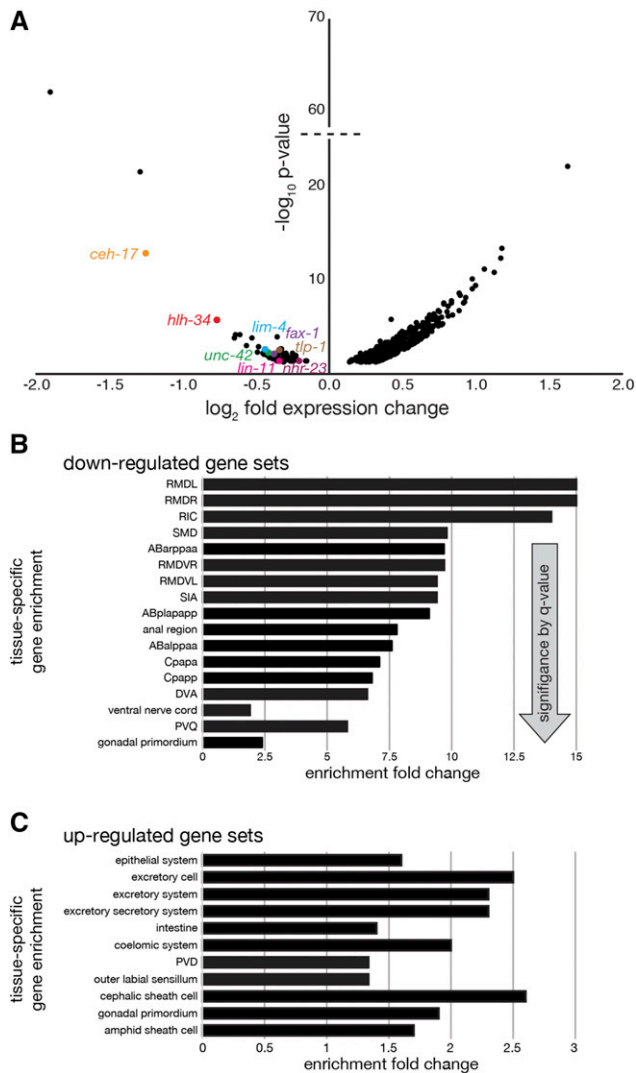 A
70
60
-log10 p-value
20
ceh-17
10
hlh-34
lim-4
fax-1
unc-42
tlp-1
lin-11
nhr-23
-2.0 -1.5 -1.0 -0.5 0 0.5 1.0 1.5 2.0
log2 fold expression change
B
down-regulated gene sets
tissue-specific
gene enrichment
RMDL
RMDR
RIC
SMD
ABarppaa
RMDVR
RMDVL
SIA
ABplapapp
anal region
ABalppaa
Cpapa
Cpapp
DVA
ventral nerve cord
PVQ
gonadal primordium
signifigance by q-value
0 2.5 5 7.5 10 12.5 15
enrichment fold change
C
up-regulated gene sets
tissue-specific
gene enrichment
epithelial system
excretory cell
excretory system
excretory secretory system
intestine
coelomic system
PVD
outer labial sensillum
cephalic sheath cell
gonadal primordium
amphid sheath cell
0 0.5 1 1.5 2 2.5 3
enrichment fold change